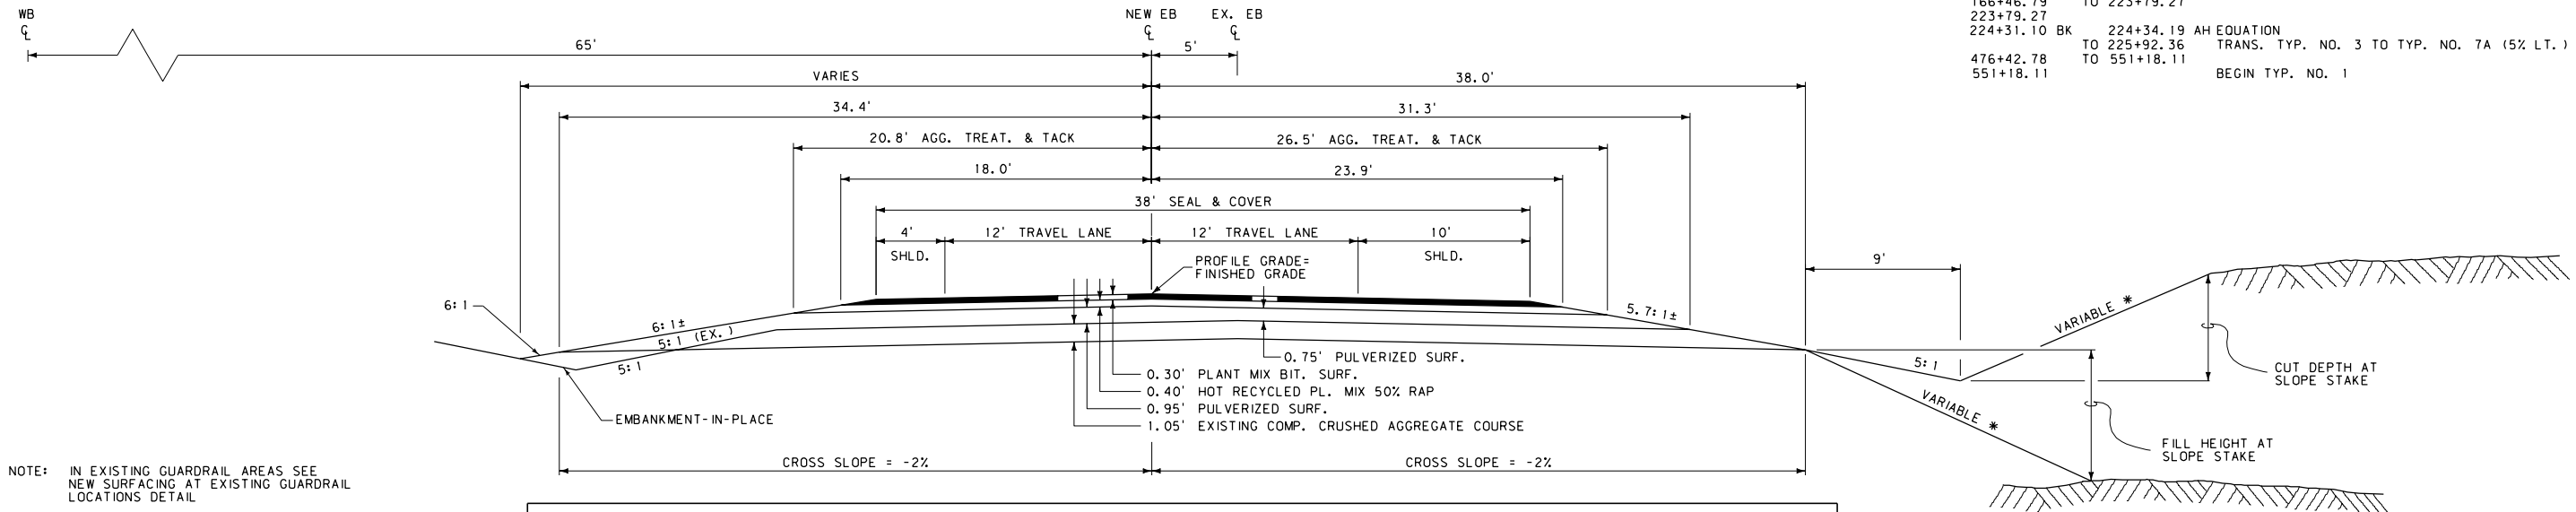 WB
℄
NEW EB
℄
EX. EB
℄
166+46.79 TO 223+79.27
223+79.27
224+31.10 BK 224+34.19 AH EQUATION
TO 225+92.36 TRANS. TYP. NO. 3 TO TYP. NO. 7A (5% LT.)
476+42.78 TO 551+18.11
551+18.11 BEGIN TYP. NO. 1
65'
5'
VARIES
38.0'
34.4'
31.3'
20.8' AGG. TREAT. & TACK
26.5' AGG. TREAT. & TACK
18.0'
23.9'
38' SEAL & COVER
4'
SHLD.
12' TRAVEL LANE
12' TRAVEL LANE
10'
SHLD.
PROFILE GRADE=
FINISHED GRADE
9'
6:1
6:1±
5:1 (EX.)
5:1
5.7:1±
5:1
VARIABLE *
VARIABLE *
0.75' PULVERIZED SURF.
0.30' PLANT MIX BIT. SURF.
0.40' HOT RECYCLED PL. MIX 50% RAP
0.95' PULVERIZED SURF.
1.05' EXISTING COMP. CRUSHED AGGREGATE COURSE
EMBANKMENT-IN-PLACE
CUT DEPTH AT
SLOPE STAKE
FILL HEIGHT AT
SLOPE STAKE
CROSS SLOPE = -2%
CROSS SLOPE = -2%
NOTE: IN EXISTING GUARDRAIL AREAS SEE
NEW SURFACING AT EXISTING GUARDRAIL
LOCATIONS DETAIL